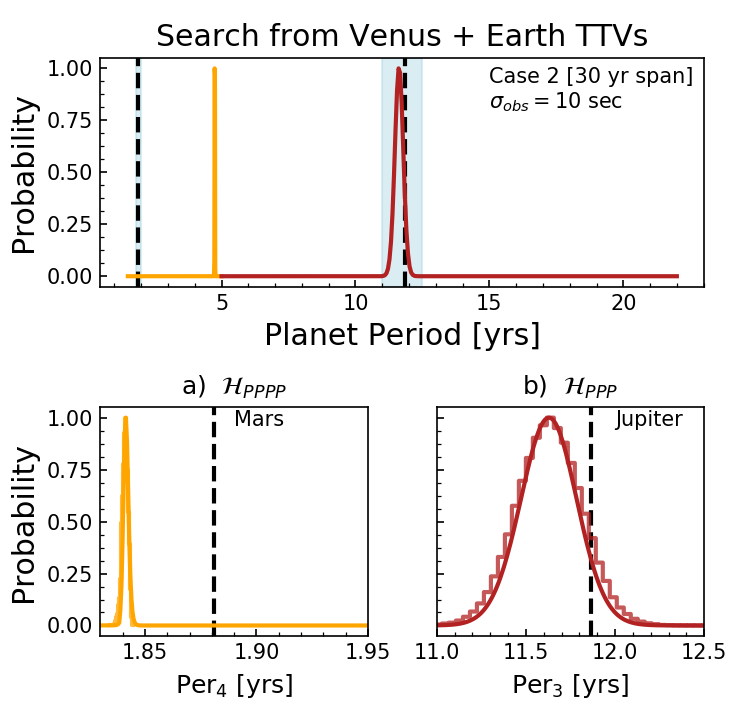 Search from Venus + Earth TTVs
Probability
1.00
0.75
0.50
0.25
0.00
Case 2 [30 yr span]
σ_obs = 10 sec
5 10 15 20
Planet Period [yrs]
a) ℋ_PPPP
b) ℋ_PPP
Probability
1.00
0.75
0.50
0.25
0.00
Mars
Jupiter
1.85 1.90 1.95
11.0 11.5 12.0 12.5
Per₄ [yrs]
Per₃ [yrs]